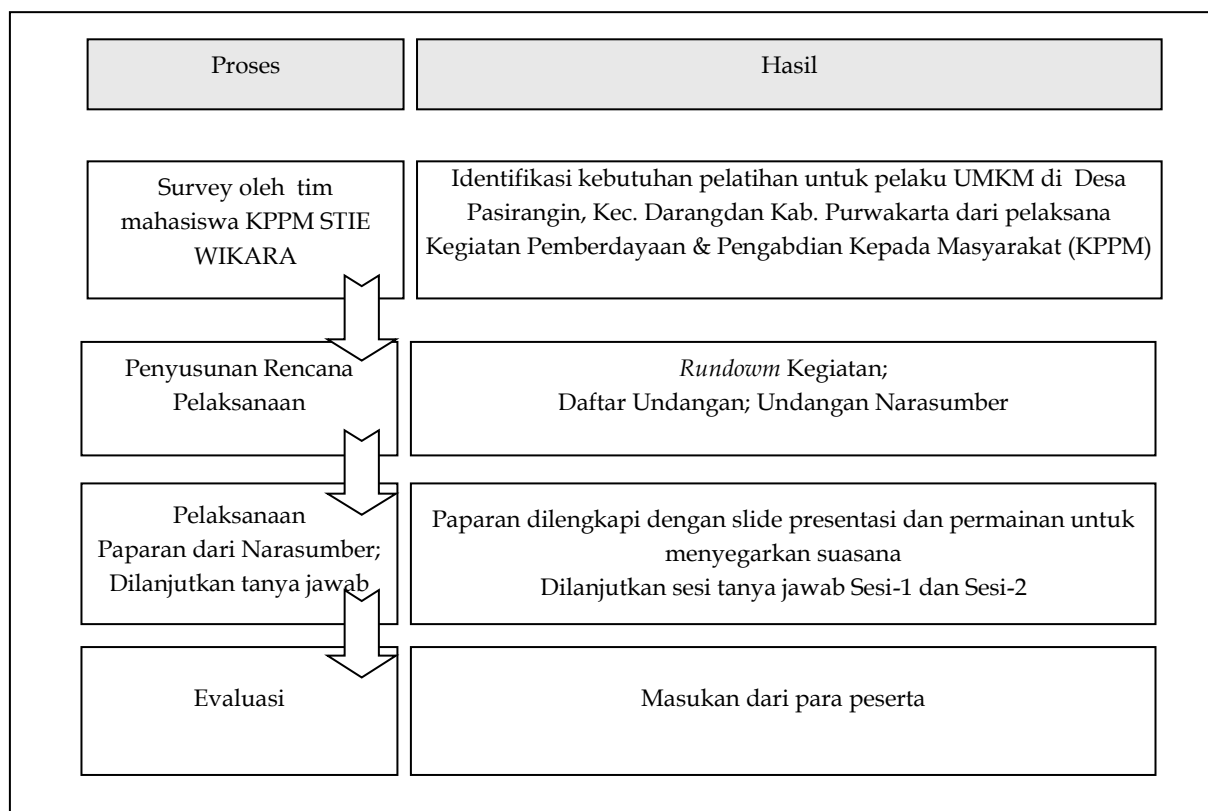 Proses
Hasil
Survey oleh tim
mahasiswa KPPM STIE
WIKARA
Identifikasi kebutuhan pelatihan untuk pelaku UMKM di Desa
Pasirangin, Kec. Darangdan Kab. Purwakarta dari pelaksana
Kegiatan Pemberdayaan & Pengabdian Kepada Masyarakat (KPPM)
Penyusunan Rencana
Pelaksanaan
Rundowm Kegiatan;
Daftar Undangan; Undangan Narasumber
Pelaksanaan
Paparan dari Narasumber;
Dilanjutkan tanya jawab
Paparan dilengkapi dengan slide presentasi dan permainan untuk
menyegarkan suasana
Dilanjutkan sesi tanya jawab Sesi-1 dan Sesi-2
Evaluasi
Masukan dari para peserta